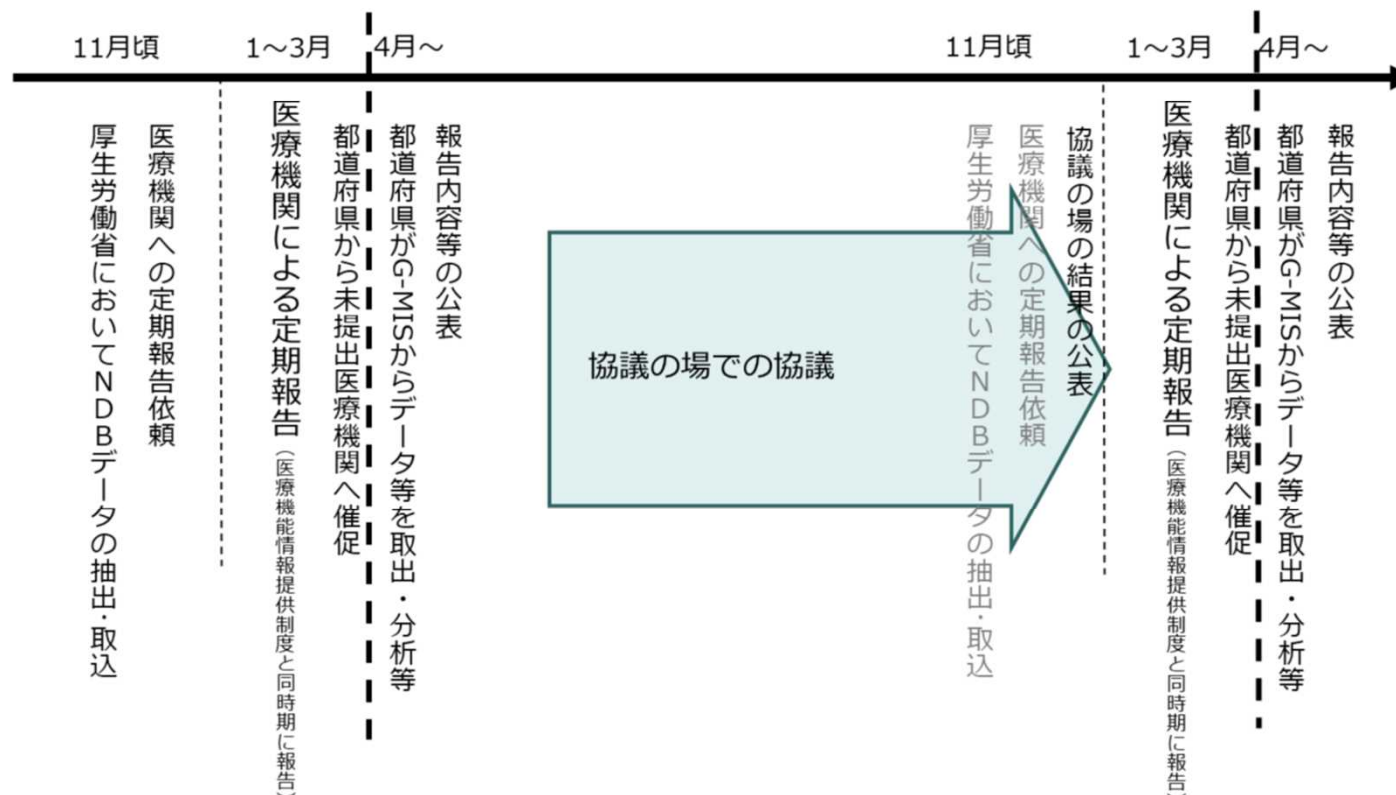 11月頃
1～3月
4月～
11月頃
1～3月
4月～
厚生労働省においてＮＤＢデータの抽出・取込
医療機関への定期報告依頼
医療機関による定期報告（医療機能情報提供制度と同時期に報告）
都道府県から未提出医療機関へ催促
都道府県がG-MISからデータ等を取出・分析等
報告内容等の公表
協議の場での協議
厚生労働省においてＮＤＢデータの抽出・取込
医療機関への定期報告依頼
協議の場の結果の公表
医療機関による定期報告（医療機能情報提供制度と同時期に報告）
都道府県から未提出医療機関へ催促
都道府県がG-MISからデータ等を取出・分析等
報告内容等の公表